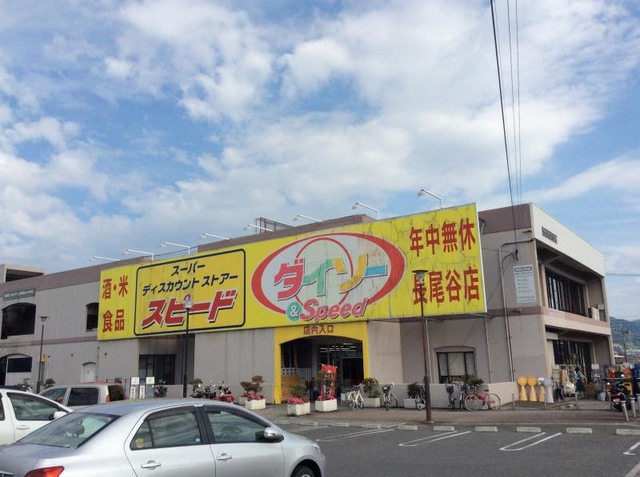 酒・米
食品
スーパー
ディスカウント ストアー
スピード
ダイソー
& Speed
年中無休
長尾谷店
店内入口